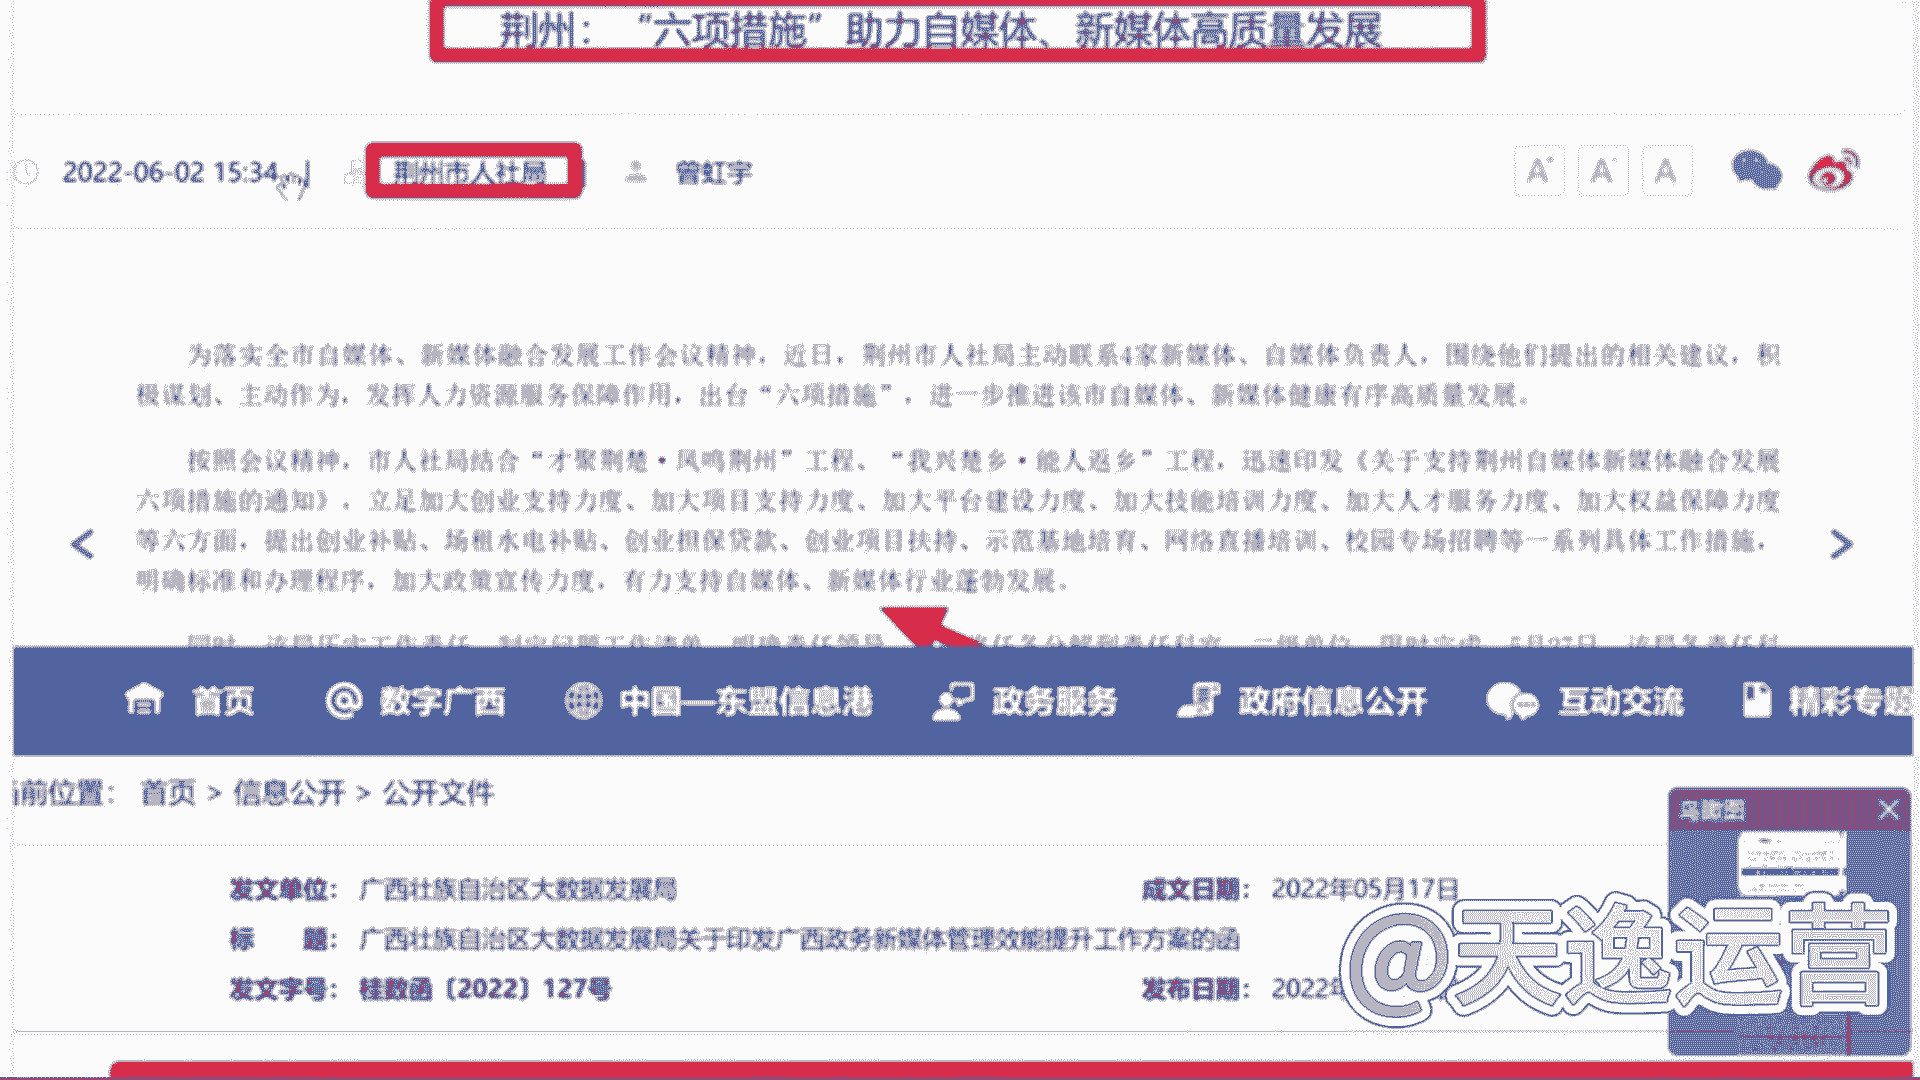 荆州：“六项措施”助力自媒体、新媒体高质量发展
2022-06-02 15:34 荆州市人社局 曾虹宇
A+ A- A
为落实全市自媒体、新媒体融合发展工作会议精神，近日，荆州市人社局主动联系4家新媒体、自媒体负责人，围绕他们提出的相关建议，积
极谋划、主动作为，发挥人力资源服务保障作用，出台“六项措施”，进一步推进该市自媒体、新媒体健康有序高质量发展。
按照会议精神，市人社局结合“才聚荆楚·凤鸣荆州”工程、“我兴楚乡·能人返乡”工程，迅速印发《关于支持荆州自媒体新媒体融合发展
六项措施的通知》，立足加大创业支持力度、加大项目支持力度、加大平台建设力度、加大技能培训力度、加大人才服务力度、加大权益保障力度
等六方面，提出创业补贴、场租水电补贴、创业担保贷款、创业项目扶持、示范基地培育、网络直播培训、校园专场招聘等一系列具体工作措施，
明确标准和办理程序，加大政策宣传力度，有力支持自媒体、新媒体行业蓬勃发展。
首页 数字广西 中国—东盟信息港 政务服务 政府信息公开 互动交流 精彩专题
前位置： 首页 > 信息公开 > 公开文件
发文单位： 广西壮族自治区大数据发展局 成文日期： 2022年05月17日
标 题： 广西壮族自治区大数据发展局关于印发广西政务新媒体管理效能提升工作方案的函
发文字号： 桂数函〔2022〕127号 发布日期： 2022年
@天逸运营